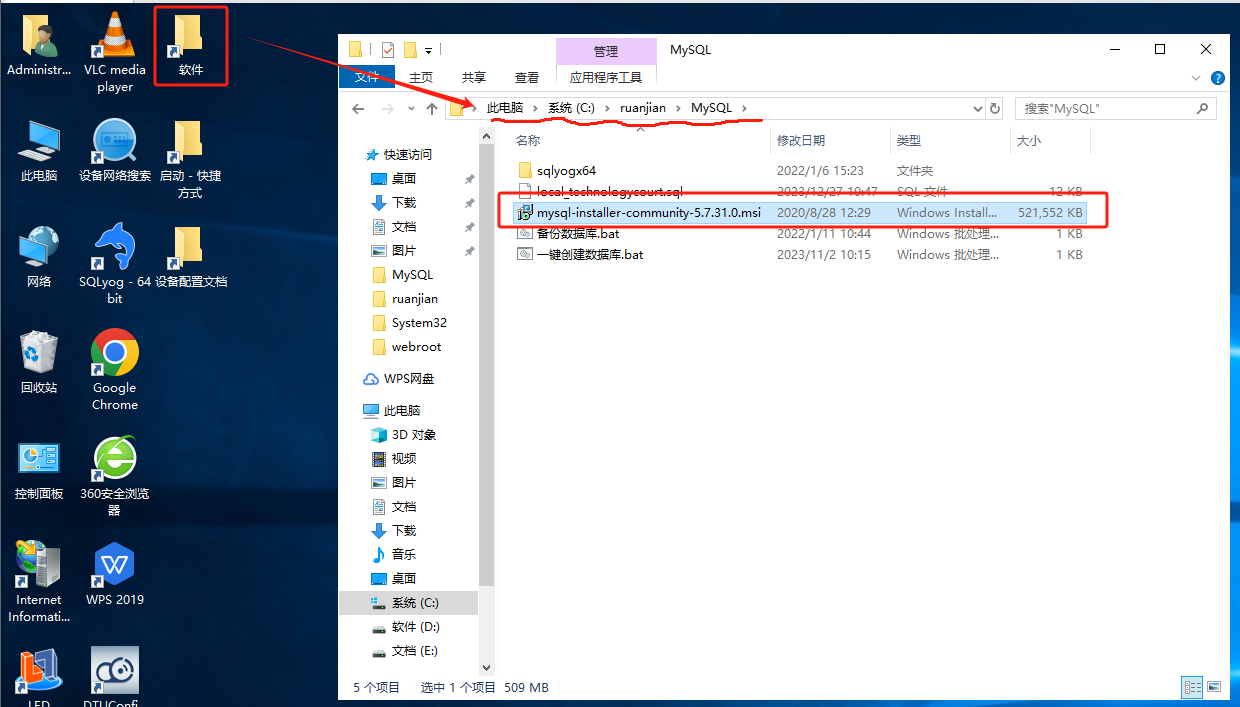 Administr...
VLC media
player
软件
此电脑
设备网络搜索
启动 - 快捷
方式
网络
SQLyog - 64
bit
设备配置文档
回收站
Google
Chrome
控制面板
360安全浏览
器
Internet
Informati...
WPS 2019
LED
DTUConfi
管理
MySQL
文件
主页
共享
查看
应用程序工具
此电脑 › 系统 (C:) › ruanjian › MySQL ›
搜索"MySQL"
快速访问
桌面
下载
文档
图片
MySQL
ruanjian
System32
webroot
WPS网盘
此电脑
3D 对象
视频
图片
文档
下载
音乐
桌面
系统 (C:)
软件 (D:)
文档 (E:)
名称 修改日期 类型 大小
sqlyogx64 2022/1/6 15:23 文件夹
local_technologycourt.sql 2023/12/27 10:47 SQL 文件 12 KB
mysql-installer-community-5.7.31.0.msi 2020/8/28 12:29 Windows Install... 521,552 KB
备份数据库.bat 2022/1/11 10:44 Windows 批处理... 1 KB
一键创建数据库.bat 2023/11/2 10:15 Windows 批处理... 1 KB
5 个项目 选中 1 个项目 509 MB